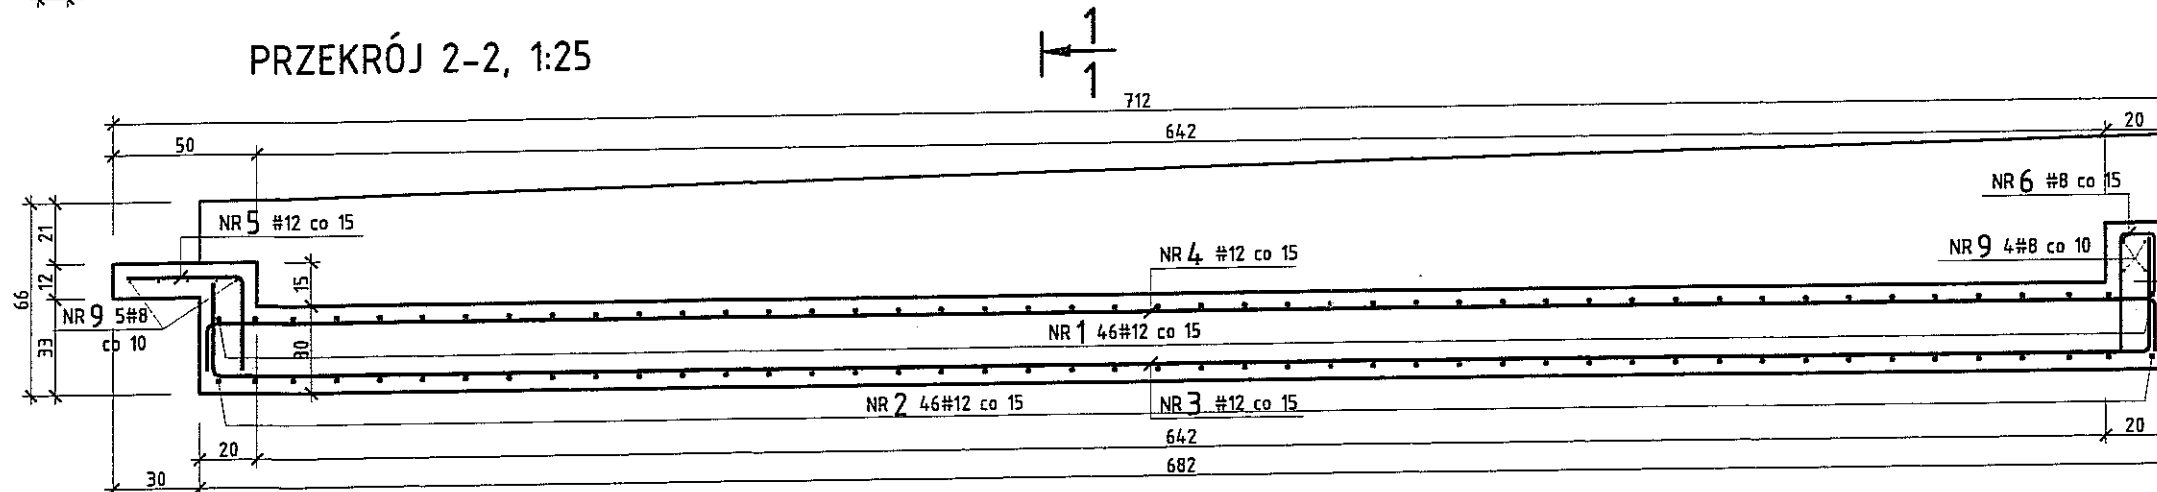 PRZEKRÓJ 2-2, 1:25
1
1
712
642
20
50
NR 6 #8 co 15
NR 5 #12 co 15
NR 4 #12 co 15
NR 9 4#8 co 10
21
12
66
33
15
30
NR 9 5#8
co 10
NR 1 46#12 co 15
NR 2 46#12 co 15
NR 3 #12 co 15
642
20
20
682
30